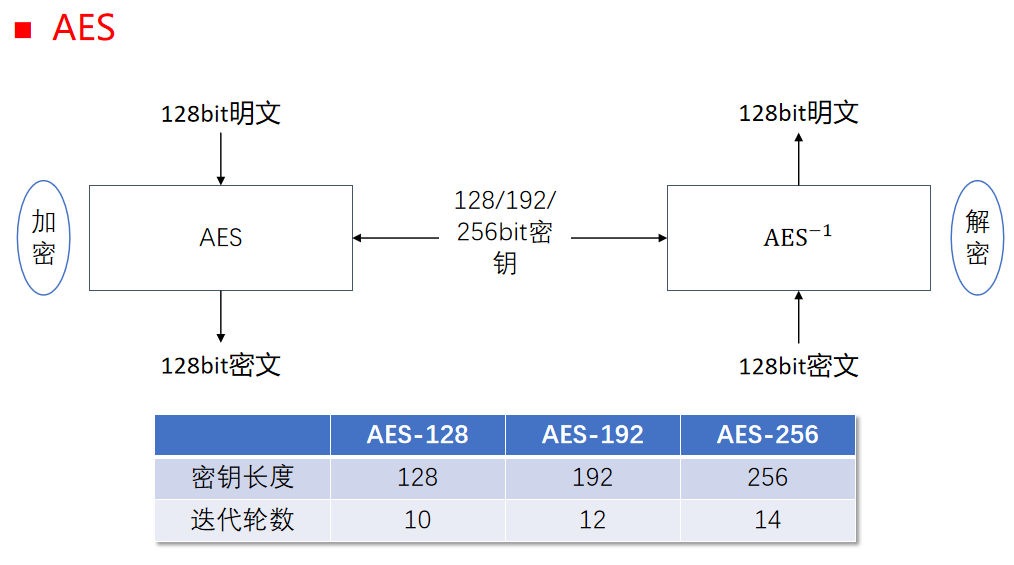 AES
128bit明文
128bit明文
加
密
AES
128/192/
256bit密
钥
AES⁻¹
解
密
128bit密文
128bit密文
AES-128 AES-192 AES-256
密钥长度 128 192 256
迭代轮数 10 12 14